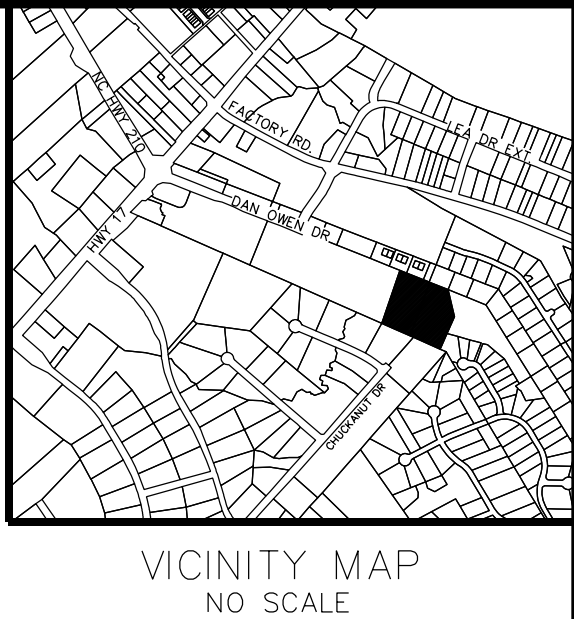 NC HWY 210
FACTORY RD.
LEA DR EXT
DAN OWEN DR
HWY 17
CHUCKANUT DR
VICINITY MAP
NO SCALE